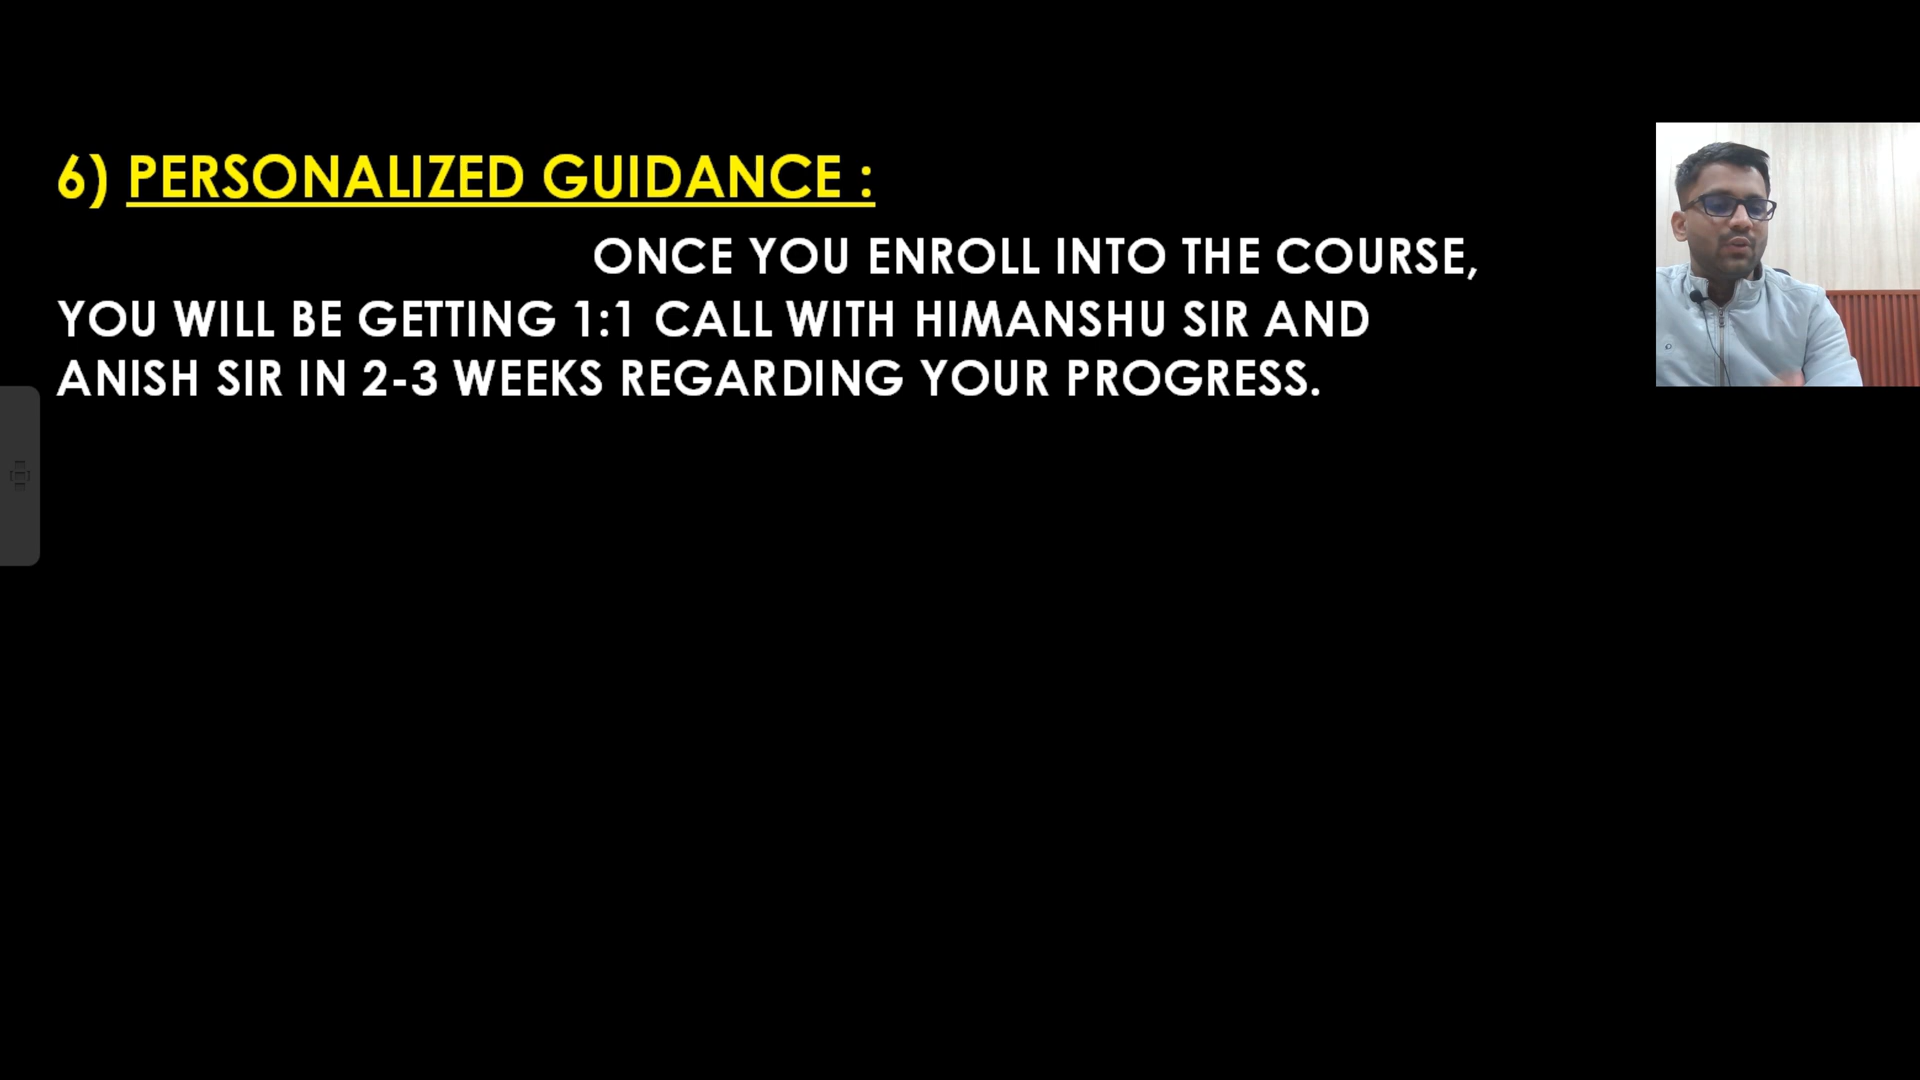 6) PERSONALIZED GUIDANCE :
ONCE YOU ENROLL INTO THE COURSE,
YOU WILL BE GETTING 1:1 CALL WITH HIMANSHU SIR AND
ANISH SIR IN 2-3 WEEKS REGARDING YOUR PROGRESS.